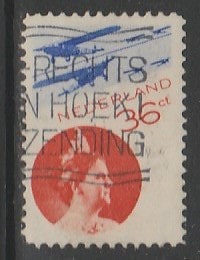 RECHTS
N HOEK
ZENDING
NEDERLAND
36 ct